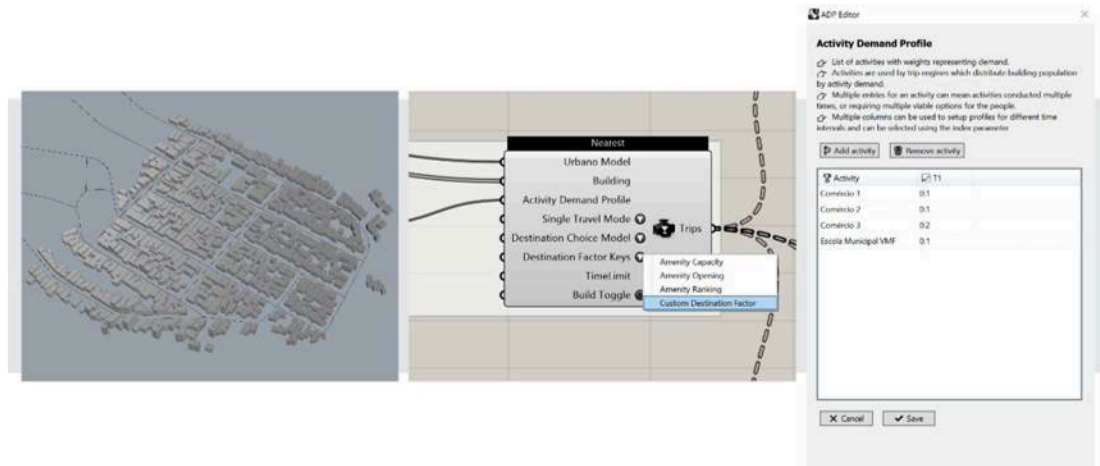 Nearest
Urbano Model
Building
Activity Demand Profile
Single Travel Mode
Destination Choice Model
Destination Factor Keys
TimeLimit
Build Toggle
Trips
Amenity Capacity
Amenity Opening
Amenity Ranking
Custom Destination Factor
ADP Editor
Activity Demand Profile
List of activities with weights representing demand.
Activities are used by trip engines which distribute building population
by activity demand.
Multiple entries for an activity can mean activities conducted multiple
times, or requiring multiple viable options for the people.
Multiple columns can be used to setup profiles for different time
intervals and can be selected using the index parameter
Add activity Remove activity
Activity T1
Comércio 1 0.1
Comércio 2 0.1
Comércio 3 0.2
Escola Municipal VMF 0.1
Cancel Save